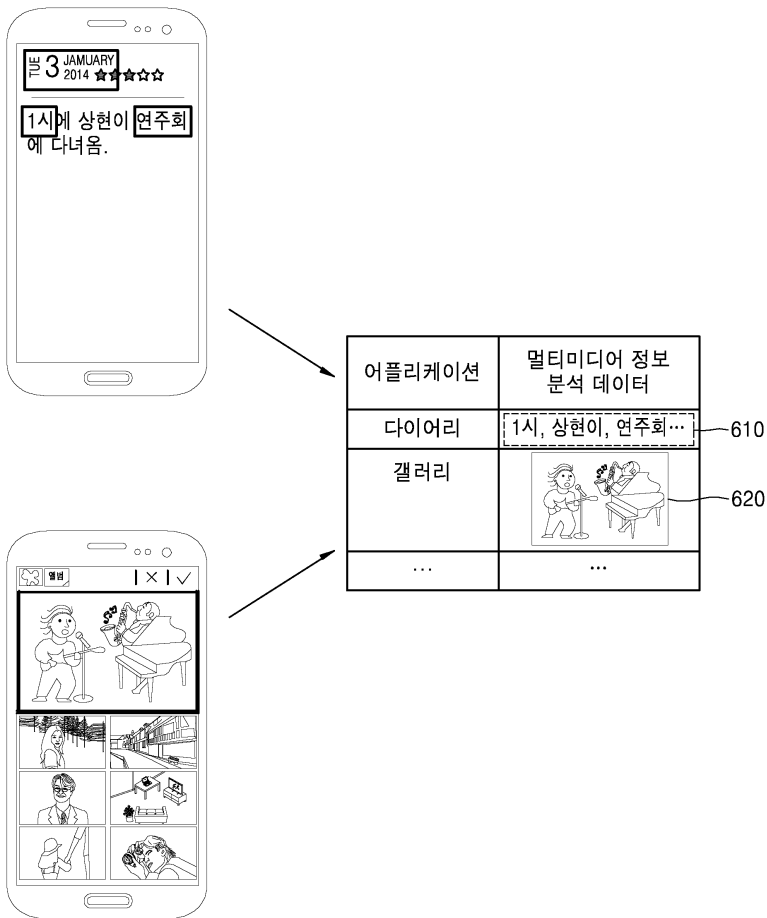 TUE 3 JAMUARY
2014
1시에 상현이 연주회
에 다녀옴.
어플리케이션
멀티미디어 정보
분석 데이터
다이어리
1시, 상현이, 연주회…
610
갤러리
620
…
…
앨범